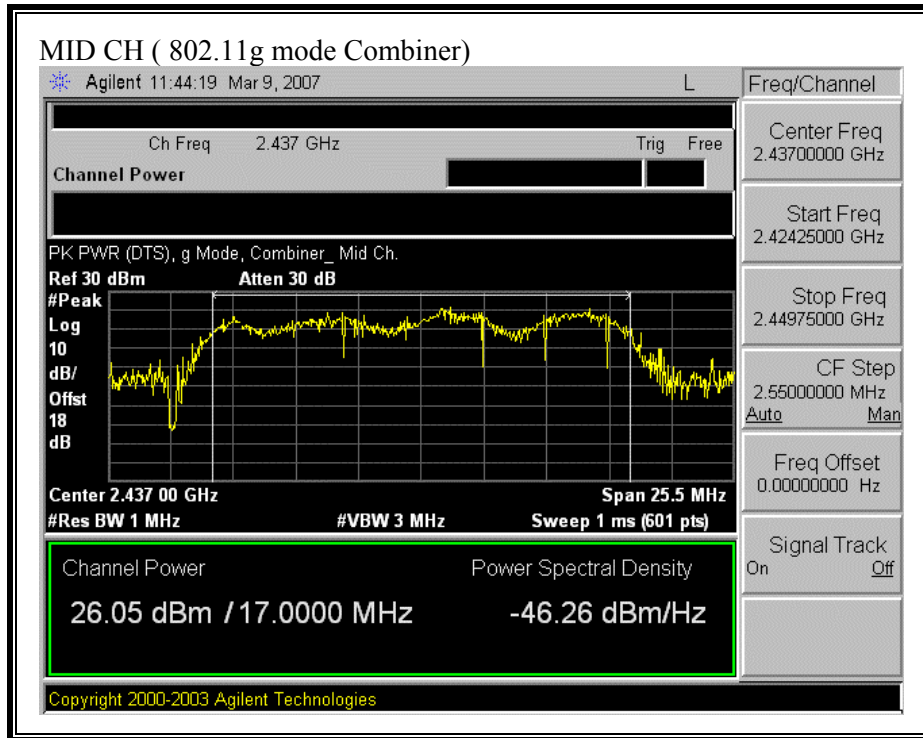 MID CH ( 802.11g mode Combiner)
Agilent 11:44:19 Mar 9, 2007 L
Freq/Channel
Ch Freq 2.437 GHz Trig Free
Channel Power
Center Freq
2.43700000 GHz
Start Freq
2.42425000 GHz
Stop Freq
2.44975000 GHz
CF Step
2.55000000 MHz
Auto Man
Freq Offset
0.00000000 Hz
Signal Track
On Off
PK PWR (DTS), g Mode, Combiner_ Mid Ch.
Ref 30 dBm Atten 30 dB
#Peak
Log
10
dB/
Offst
18
dB
Center 2.437 00 GHz Span 25.5 MHz
#Res BW 1 MHz #VBW 3 MHz Sweep 1 ms (601 pts)
Channel Power Power Spectral Density
26.05 dBm / 17.0000 MHz -46.26 dBm/Hz
Copyright 2000-2003 Agilent Technologies